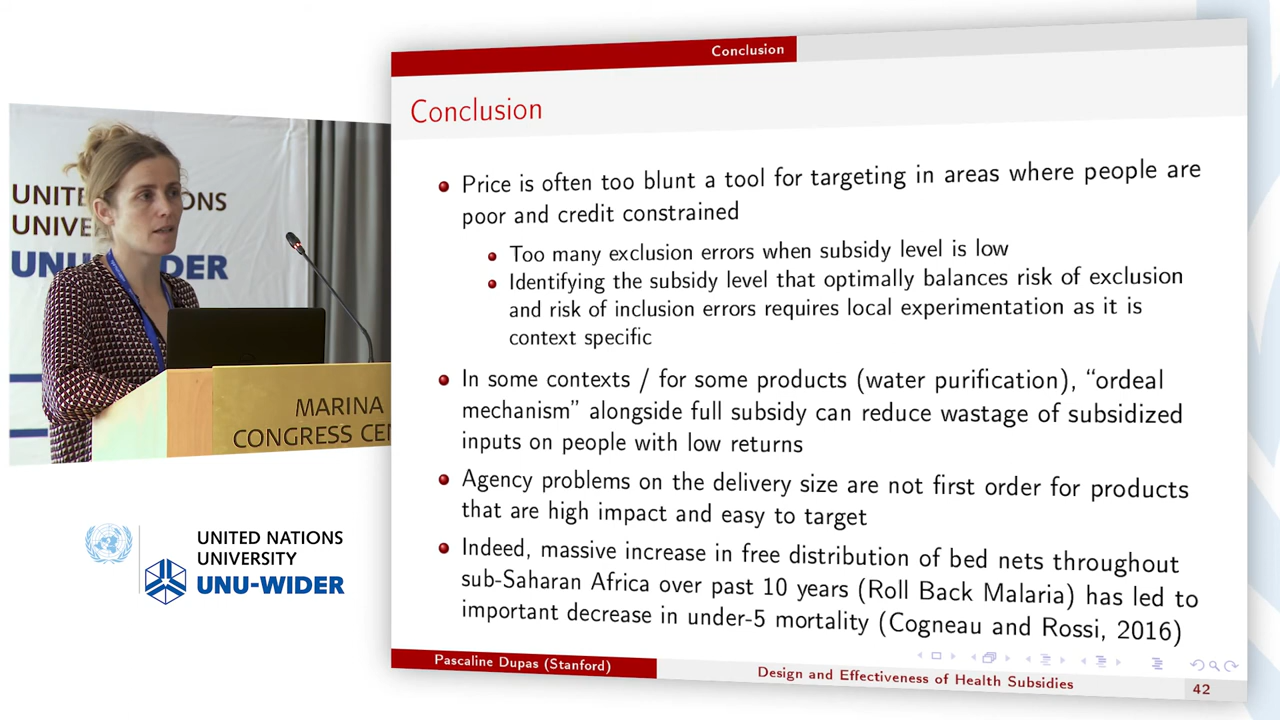 UNITED NATIONS
UNIVE
UNU-WIDER
MARINA
CONGRESS CE
UNITED NATIONS
UNIVERSITY
UNU-WIDER
Conclusion
Conclusion
Price is often too blunt a tool for targeting in areas where people are
poor and credit constrained
Too many exclusion errors when subsidy level is low
Identifying the subsidy level that optimally balances risk of exclusion
and risk of inclusion errors requires local experimentation as it is
context specific
In some contexts / for some products (water purification), “ordeal
mechanism” alongside full subsidy can reduce wastage of subsidized
inputs on people with low returns
Agency problems on the delivery size are not first order for products
that are high impact and easy to target
Indeed, massive increase in free distribution of bed nets throughout
sub-Saharan Africa over past 10 years (Roll Back Malaria) has led to
important decrease in under-5 mortality (Cogneau and Rossi, 2016)
Pascaline Dupas (Stanford)
Design and Effectiveness of Health Subsidies
42